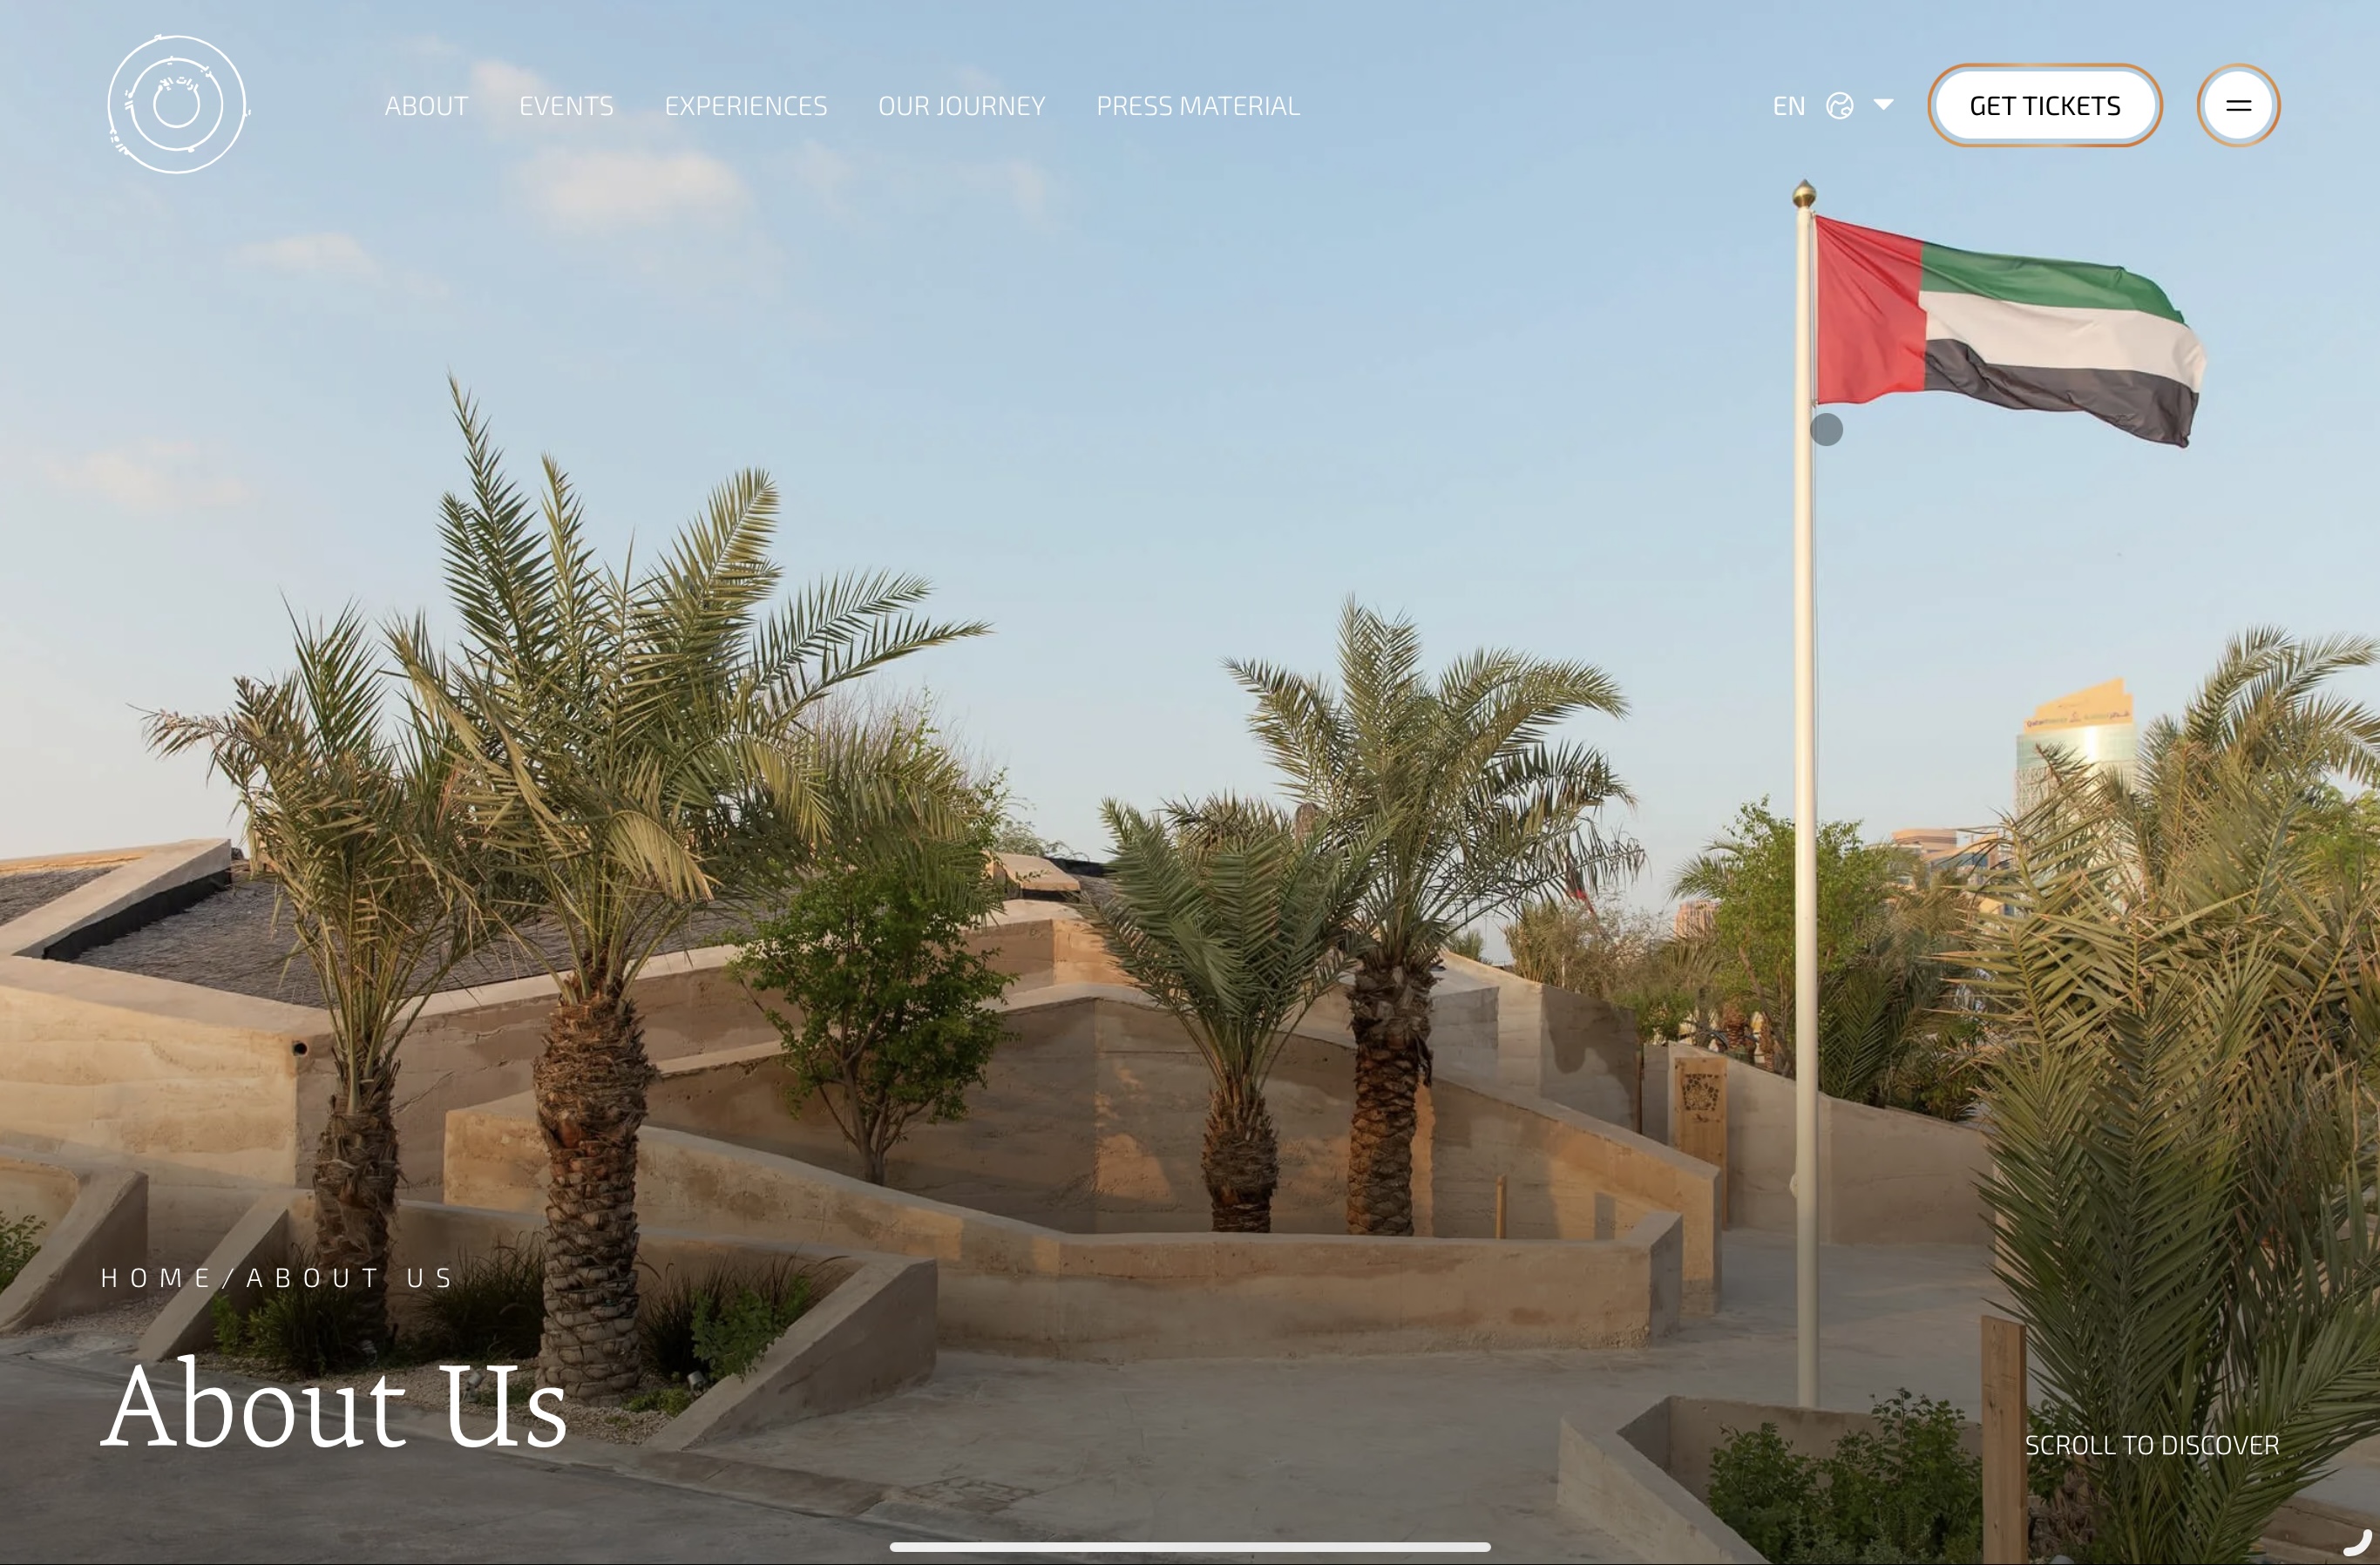 ABOUT EVENTS EXPERIENCES OUR JOURNEY PRESS MATERIAL EN GET TICKETS
HOME/ABOUT US
About Us
SCROLL TO DISCOVER